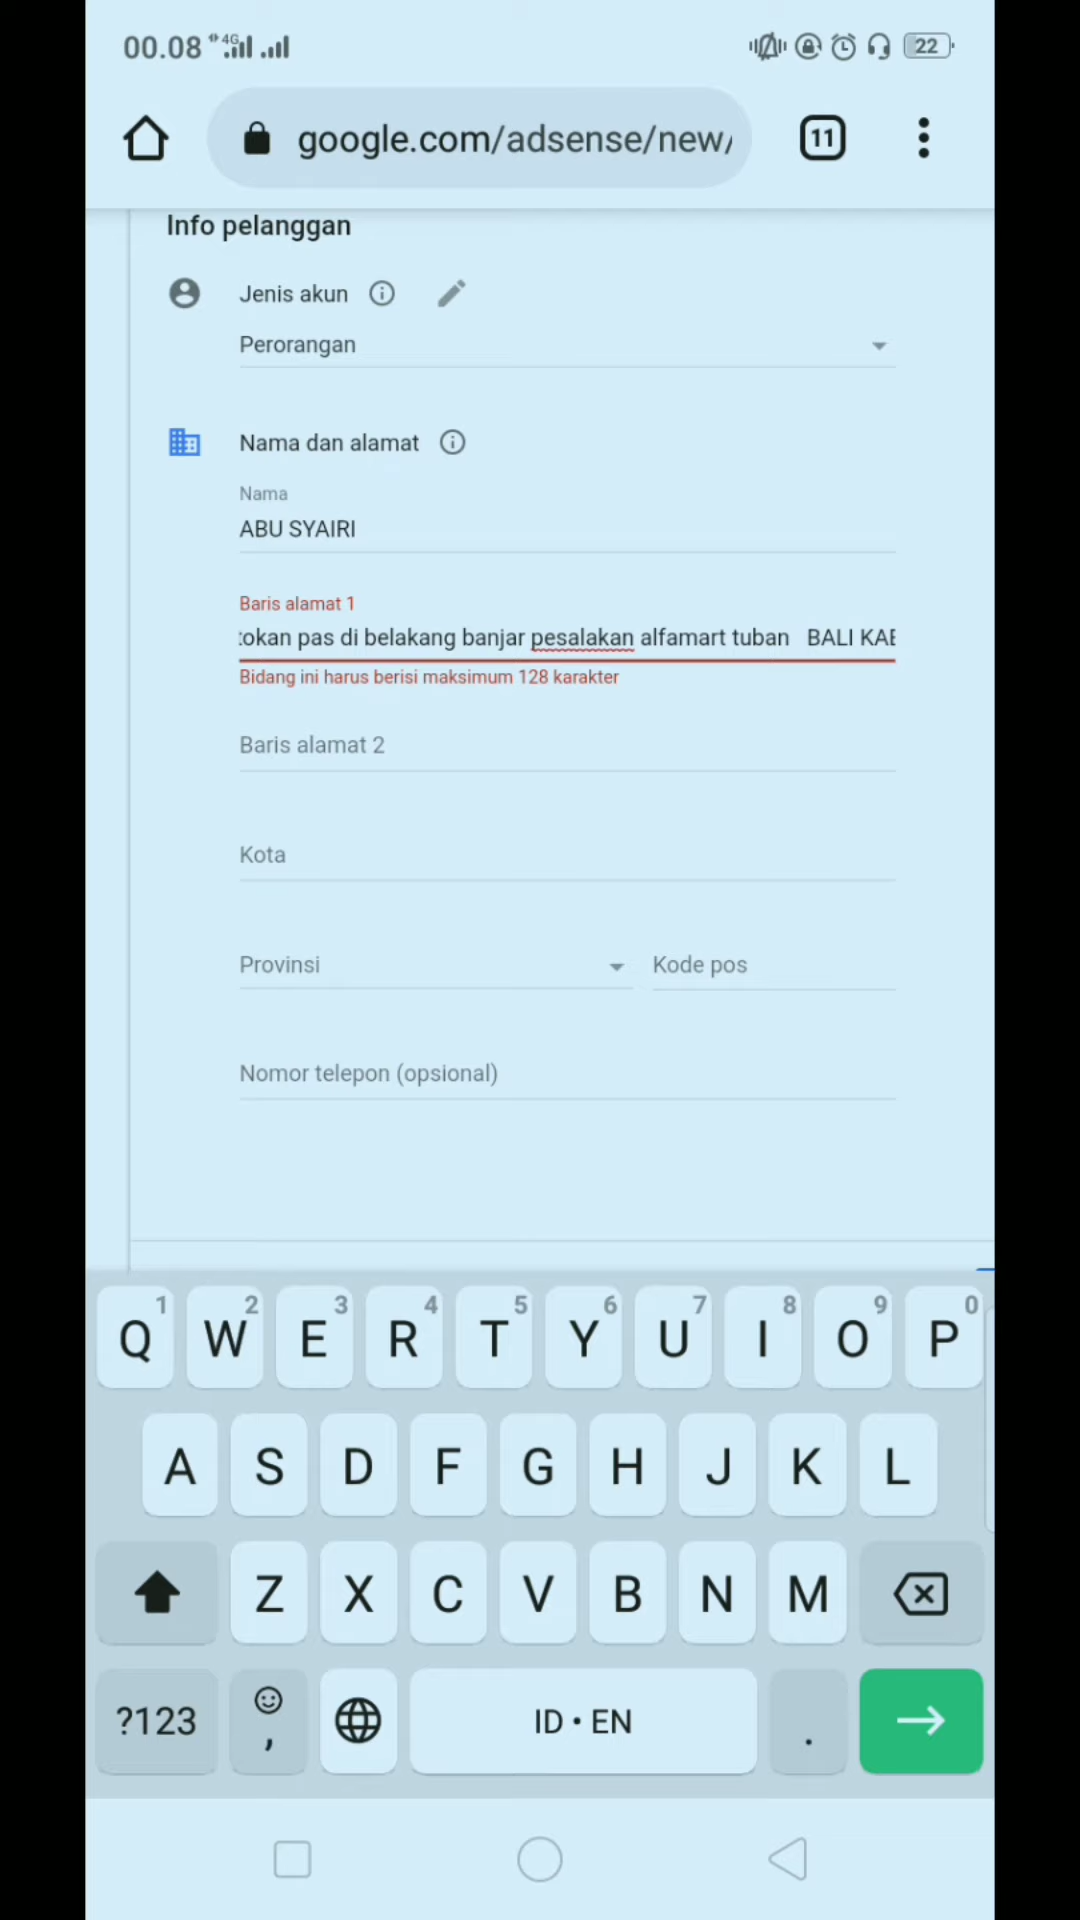 00.08 4G 22
google.com/adsense/new/
11
Info pelanggan
Jenis akun
Perorangan
Nama dan alamat
Nama
ABU SYAIRI
Baris alamat 1
tokan pas di belakang banjar pesalakan alfamart tuban BALI KAB
Bidang ini harus berisi maksimum 128 karakter
Baris alamat 2
Kota
Provinsi Kode pos
Nomor telepon (opsional)
1 2 3 4 5 6 7 8 9 0
Q W E R T Y U I O P
A S D F G H J K L
Z X C V B N M
?123 , ID • EN .